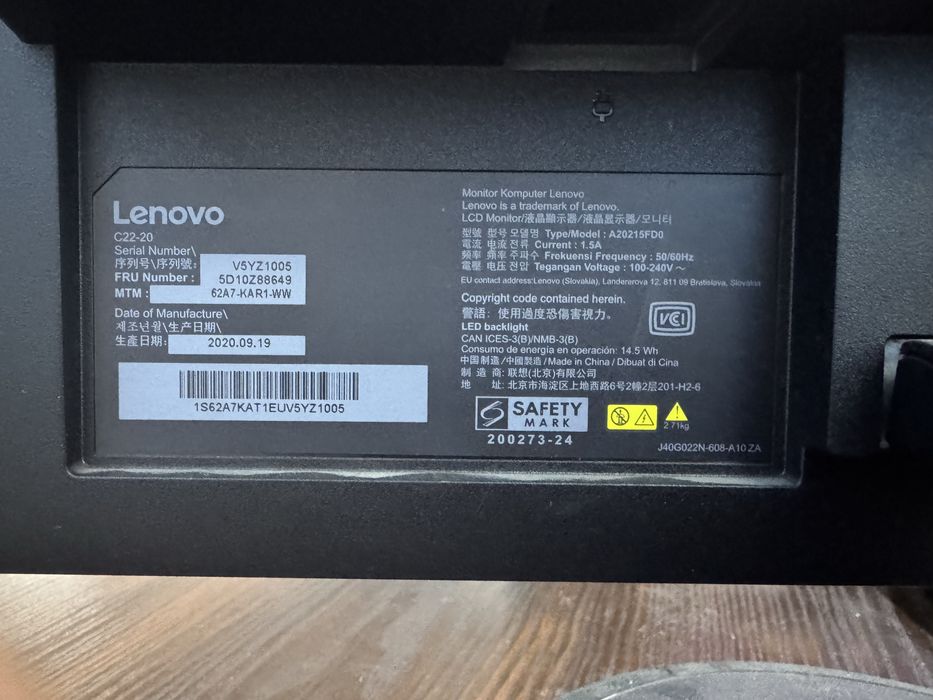 Lenovo
C22-20
Serial Number\
序列号\序列號: V5YZ1005
FRU Number : 5D10Z88649
MTM : 62A7-KAR1-WW
Date of Manufacture\
제조년월\生产日期\
生產日期: 2020.09.19
1S62A7KAT1EUV5YZ1005
Monitor Komputer Lenovo
Lenovo is a trademark of Lenovo.
LCD Monitor/液晶顯示器/液晶显示器/모니터
型號 型号 모델명 Type/Model : A20215FD0
電流 电流 전류 Current : 1.5A
頻率 频率 주파수 Frekuensi Frequency : 50/60Hz
電壓 电压 전압 Tegangan Voltage : 100-240V ～
EU contact address:Lenovo (Slovakia), Landererova 12, 811 09 Bratislava, Slovakia
Copyright code contained herein.
警語: 使用過度恐傷害視力。
LED backlight
CAN ICES-3(B)/NMB-3(B)
Consumo de energía en operación: 14.5 Wh
中国制造/中國製造/Made in China/Dibuat di Cina
制 造 商: 联想(北京)有限公司
地 址: 北京市海淀区上地西路6号2幢2层201-H2-6
VCCI
S SAFETY
MARK
200273-24
2.71kg
J40G022N-608-A10 ZA